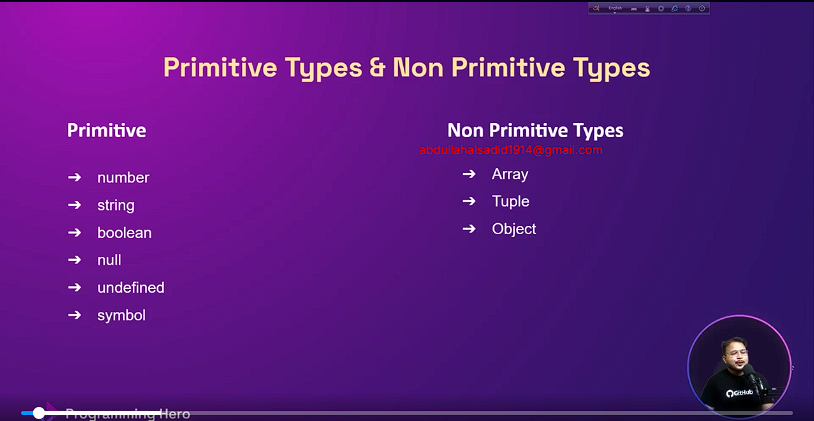 English
Primitive Types & Non Primitive Types
Primitive
➔ number
➔ string
➔ boolean
➔ null
➔ undefined
➔ symbol
Non Primitive Types
abdullahalsadid1914@gmail.com
➔ Array
➔ Tuple
➔ Object
GitHub
Programming Hero